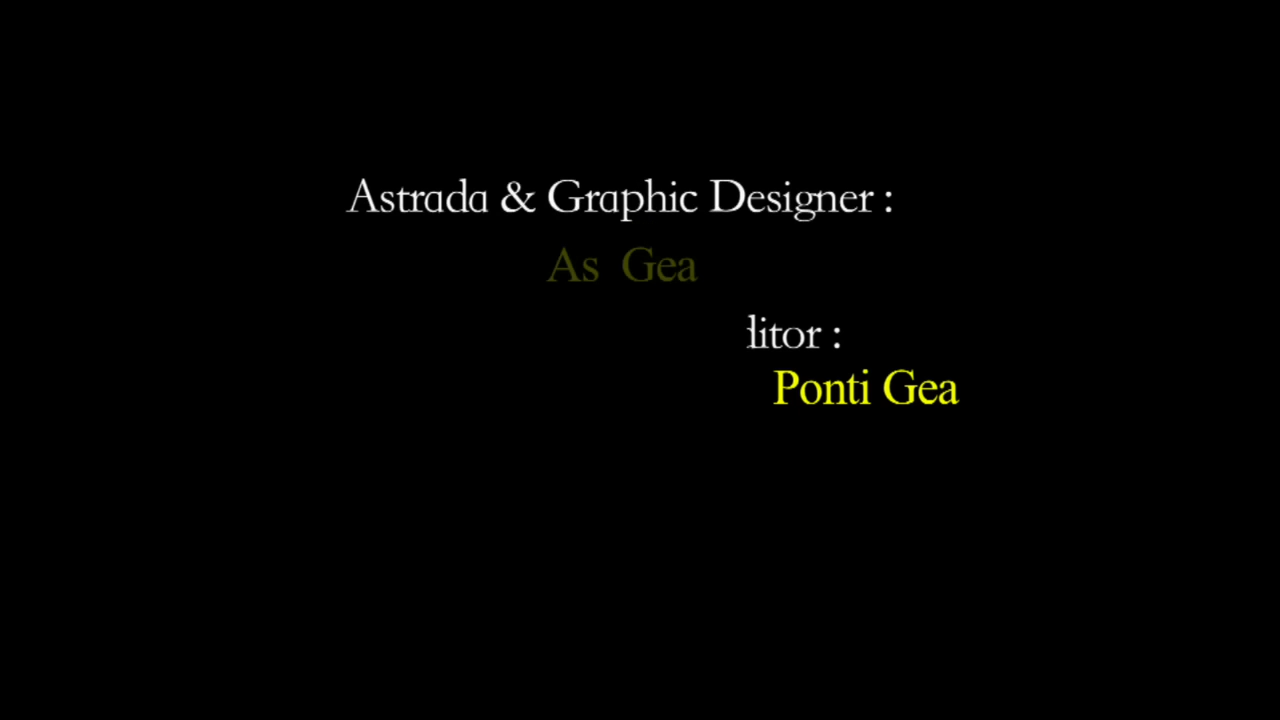 Astrada & Graphic Designer :
As Gea
litor :
Ponti Gea